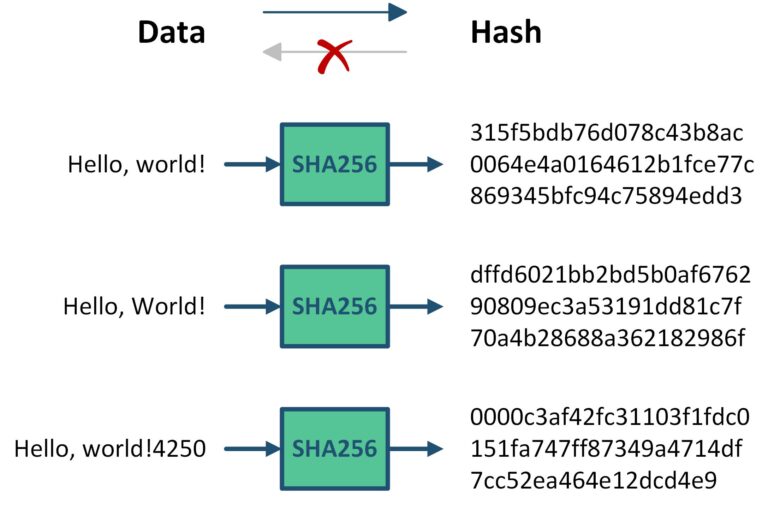 Data
Hash
Hello, world!
SHA256
315f5bdb76d078c43b8ac
0064e4a0164612b1fce77c
869345bfc94c75894edd3
Hello, World!
SHA256
dffd6021bb2bd5b0af6762
90809ec3a53191dd81c7f
70a4b28688a362182986f
Hello, world!4250
SHA256
0000c3af42fc31103f1fdc0
151fa747ff87349a4714df
7cc52ea464e12dcd4e9